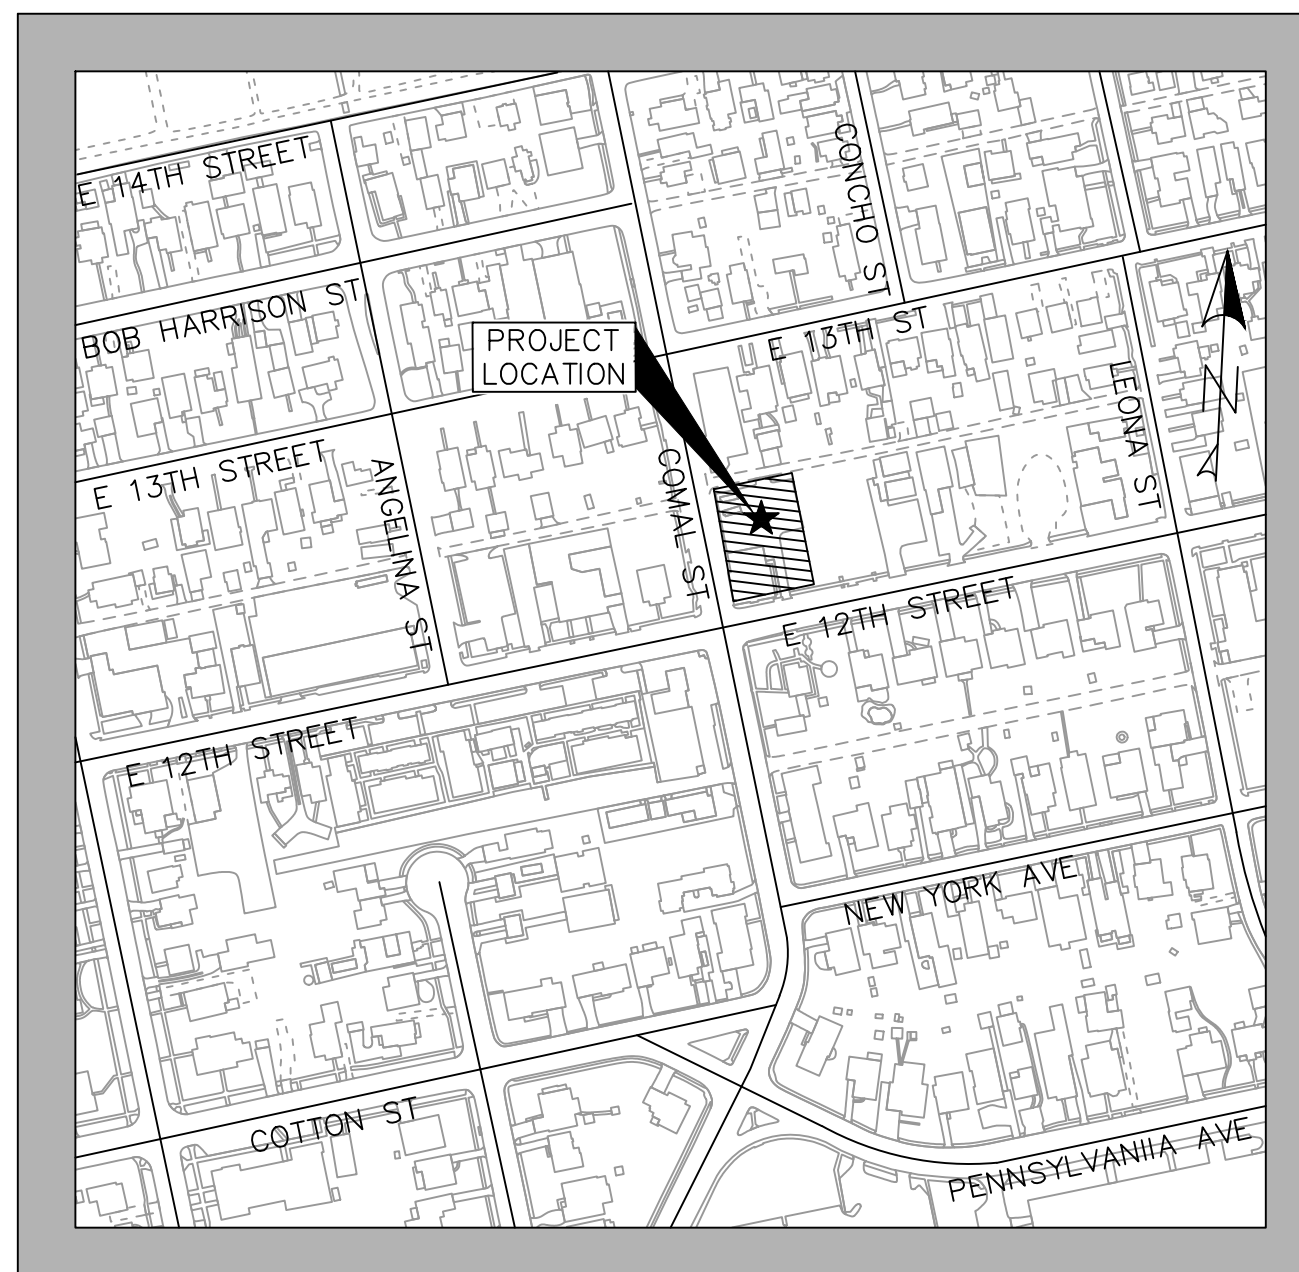 E 14TH STREET
CONCHO ST
BOB HARRISON ST
E 13TH ST
PROJECT
LOCATION
LEONA ST
N
E 13TH STREET
ANGELINA ST
COMAL ST
E 12TH STREET
E 12TH STREET
NEW YORK AVE
COTTON ST
PENNSYLVANIIA AVE